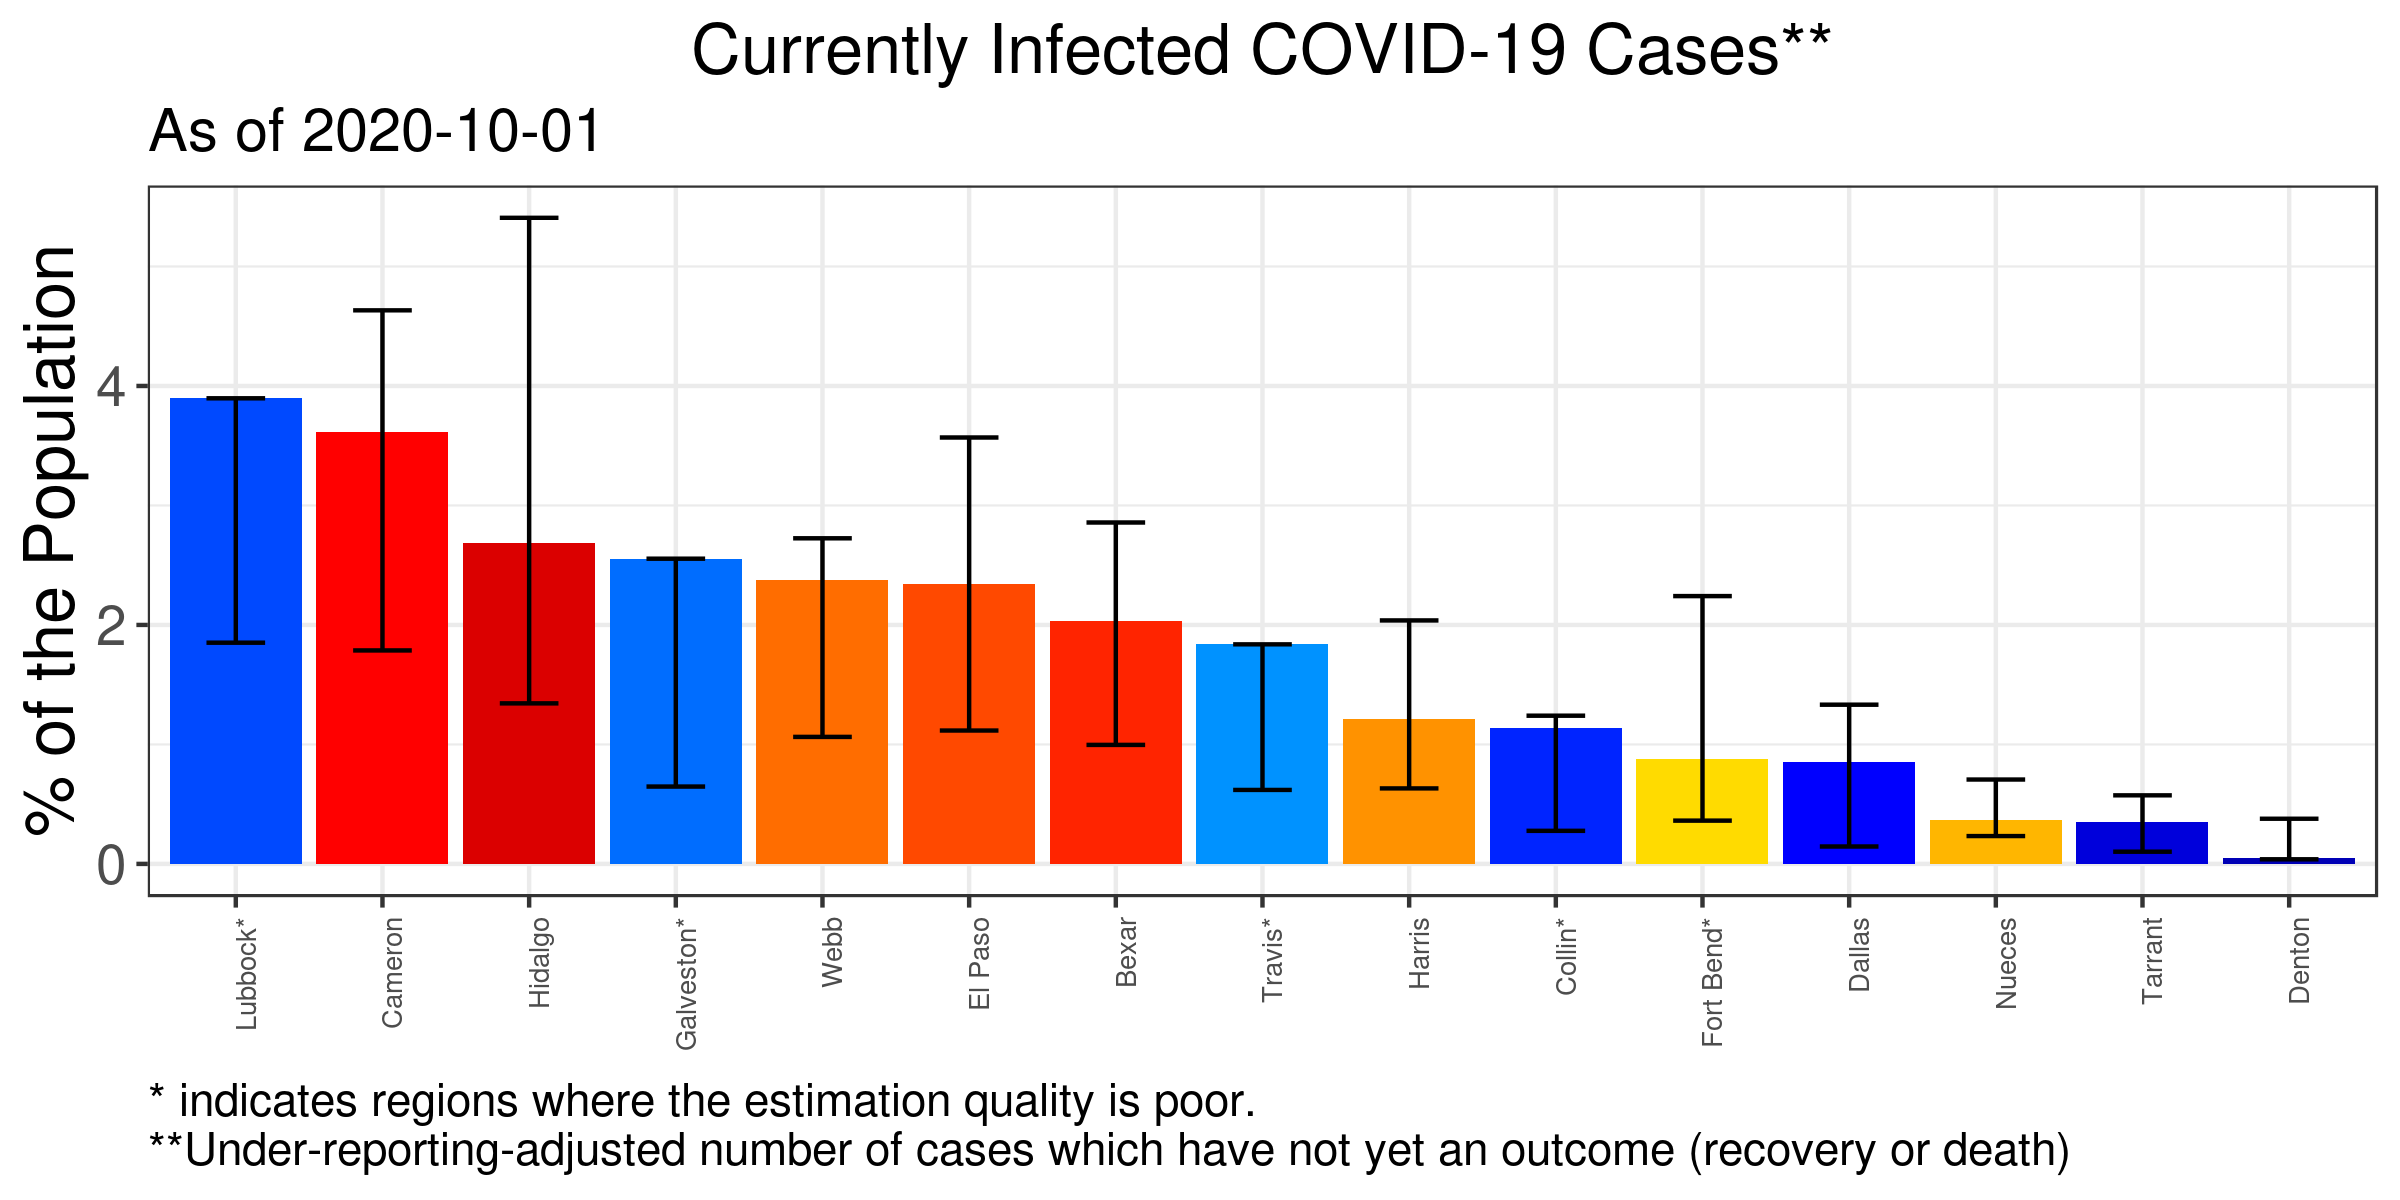 Currently Infected COVID-19 Cases**
As of 2020-10-01
% of the Population
4
2
0
Lubbock*
Cameron
Hidalgo
Galveston*
Webb
El Paso
Bexar
Travis*
Harris
Collin*
Fort Bend*
Dallas
Nueces
Tarrant
Denton
* indicates regions where the estimation quality is poor.
**Under-reporting-adjusted number of cases which have not yet an outcome (recovery or death)